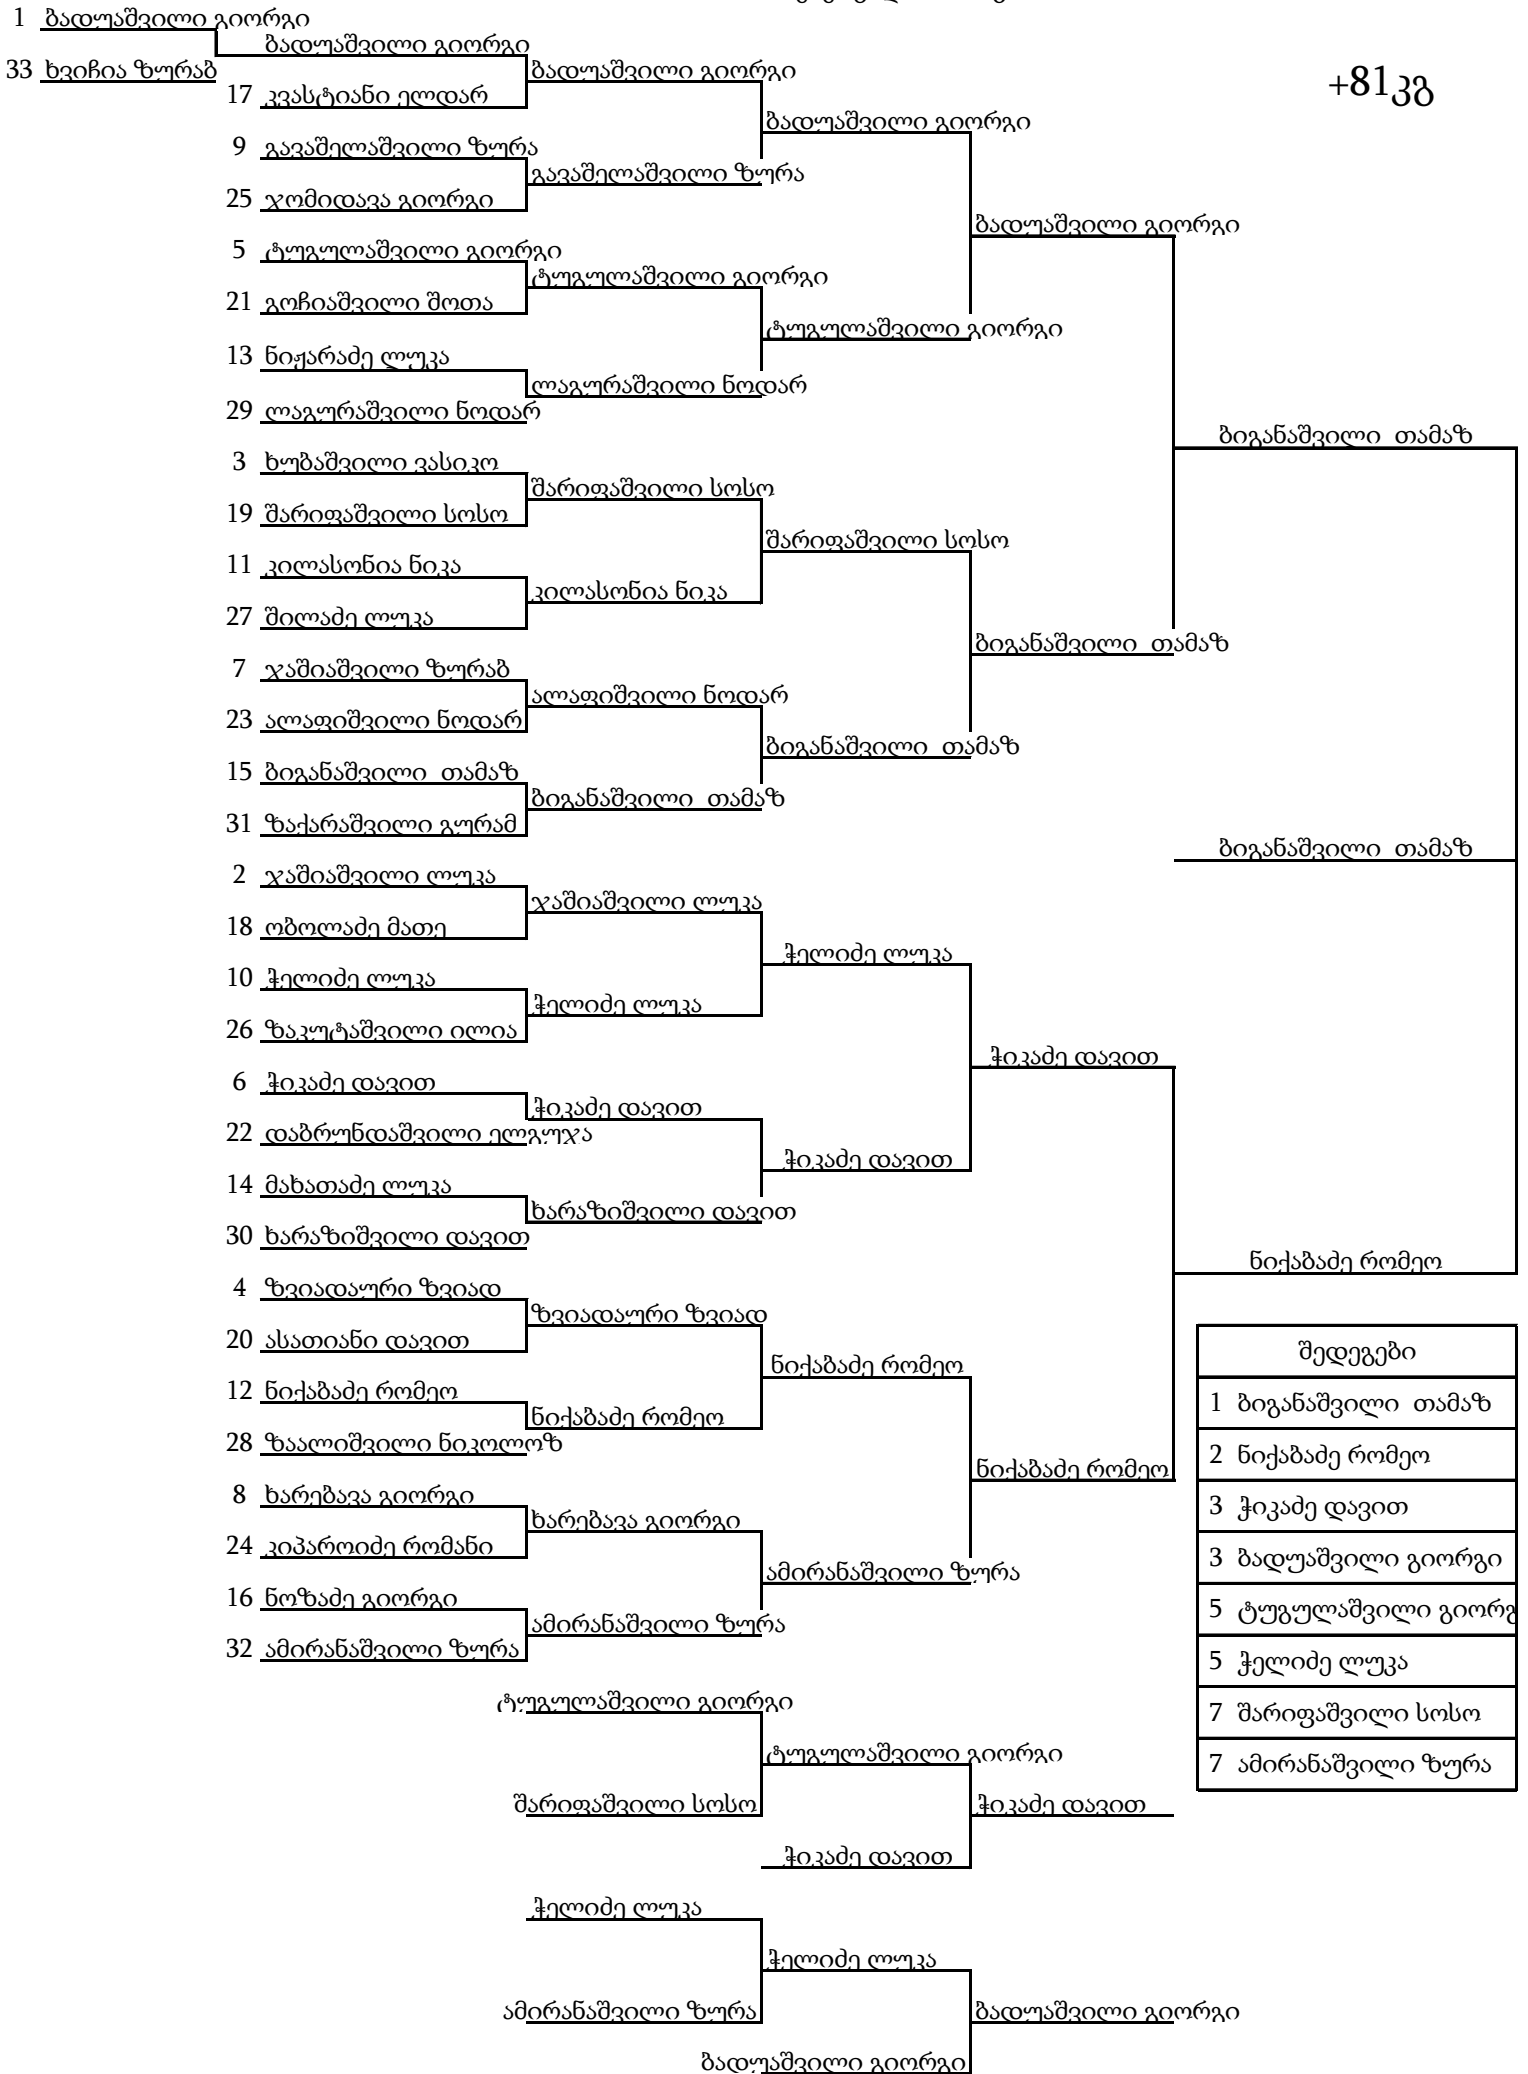 1 ბადუაშვილი გიორგი
ბადუაშვილი გიორგი
33 ხვიჩია ზურაბ
ბადუაშვილი გიორგი
+81კგ
17 კვასტიანი ელდარ
ბადუაშვილი გიორგი
9 გავაშელაშვილი ზურა
გავაშელაშვილი ზურა
25 ჯომიდავა გიორგი
ბადუაშვილი გიორგი
5 ტუგულაშვილი გიორგი
ტუგულაშვილი გიორგი
21 გოჩიაშვილი შოთა
ტუგულაშვილი გიორგი
13 ნიჟარაძე ლუკა
ლაგურაშვილი ნოდარ
29 ლაგურაშვილი ნოდარ
ბიგანაშვილი თამაზ
3 ხუბაშვილი ვასიკო
შარიფაშვილი სოსო
19 შარიფაშვილი სოსო
შარიფაშვილი სოსო
11 კილასონია ნიკა
კილასონია ნიკა
27 შილაძე ლუკა
ბიგანაშვილი თამაზ
7 ჯაშიაშვილი ზურაბ
ალაფიშვილი ნოდარ
23 ალაფიშვილი ნოდარ
ბიგანაშვილი თამაზ
15 ბიგანაშვილი თამაზ
ბიგანაშვილი თამაზ
31 ზაქარაშვილი გურამ
ბიგანაშვილი თამაზ
2 ჯაშიაშვილი ლუკა
ჯაშიაშვილი ლუკა
18 ობოლაძე მათე
ჭელიძე ლუკა
10 ჭელიძე ლუკა
ჭელიძე ლუკა
26 ზაკუტაშვილი ილია
ჭიკაძე დავით
6 ჭიკაძე დავით
ჭიკაძე დავით
22 დაბრუნდაშვილი ელგუჯა
ჭიკაძე დავით
14 მახათაძე ლუკა
ხარაზიშვილი დავით
30 ხარაზიშვილი დავით
ნიქაბაძე რომეო
4 ზვიადაური ზვიად
ზვიადაური ზვიად
20 ასათიანი დავით
შედეგები
ნიქაბაძე რომეო
12 ნიქაბაძე რომეო
1 ბიგანაშვილი თამაზ
ნიქაბაძე რომეო
28 ზაალიშვილი ნიკოლოზ
2 ნიქაბაძე რომეო
ნიქაბაძე რომეო
8 ხარებავა გიორგი
3 ჭიკაძე დავით
ხარებავა გიორგი
24 კიპაროიძე რომანი
3 ბადუაშვილი გიორგი
ამირანაშვილი ზურა
16 ნოზაძე გიორგი
5 ტუგულაშვილი გიორგ
ამირანაშვილი ზურა
32 ამირანაშვილი ზურა
5 ჭელიძე ლუკა
ტუგულაშვილი გიორგი
7 შარიფაშვილი სოსო
ტუგულაშვილი გიორგი
7 ამირანაშვილი ზურა
შარიფაშვილი სოსო
ჭიკაძე დავით
ჭიკაძე დავით
ჭელიძე ლუკა
ჭელიძე ლუკა
ამირანაშვილი ზურა
ბადუაშვილი გიორგი
ბადუაშვილი გიორგი